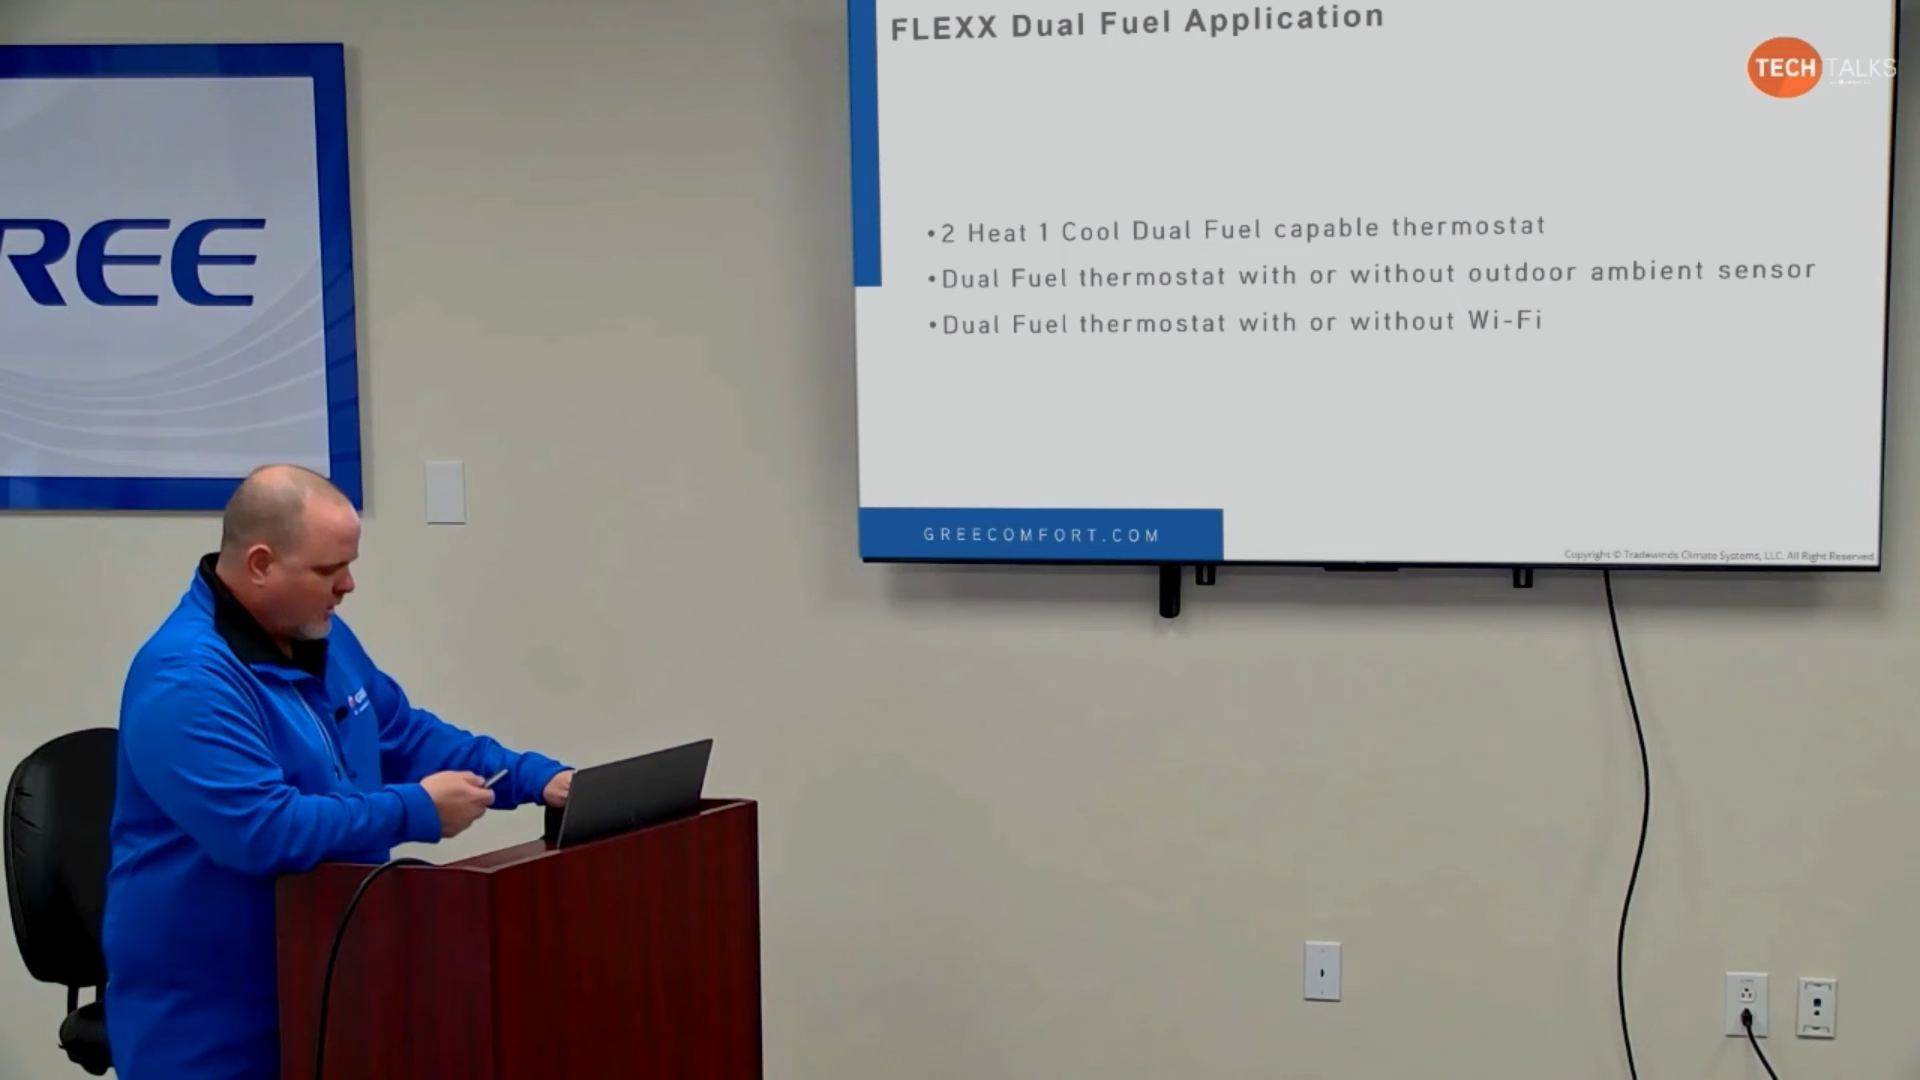 FLEXX Dual Fuel Application
TECH TALKS
REE
•2 Heat 1 Cool Dual Fuel capable thermostat
•Dual Fuel thermostat with or without outdoor ambient sensor
•Dual Fuel thermostat with or without Wi-Fi
GREECOMFORT.COM
Copyright © Tradewinds Climate Systems, LLC. All Right Reserved.